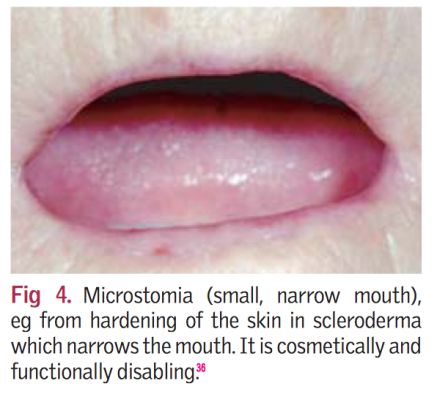 Fig 4. Microstomia (small, narrow mouth),
eg from hardening of the skin in scleroderma
which narrows the mouth. It is cosmetically and
functionally disabling.³⁶